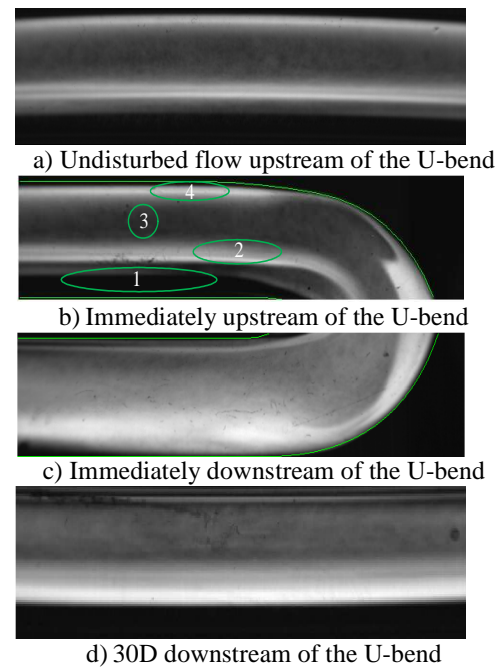 a) Undisturbed flow upstream of the U-bend
4
3
2
1
b) Immediately upstream of the U-bend
c) Immediately downstream of the U-bend
d) 30D downstream of the U-bend